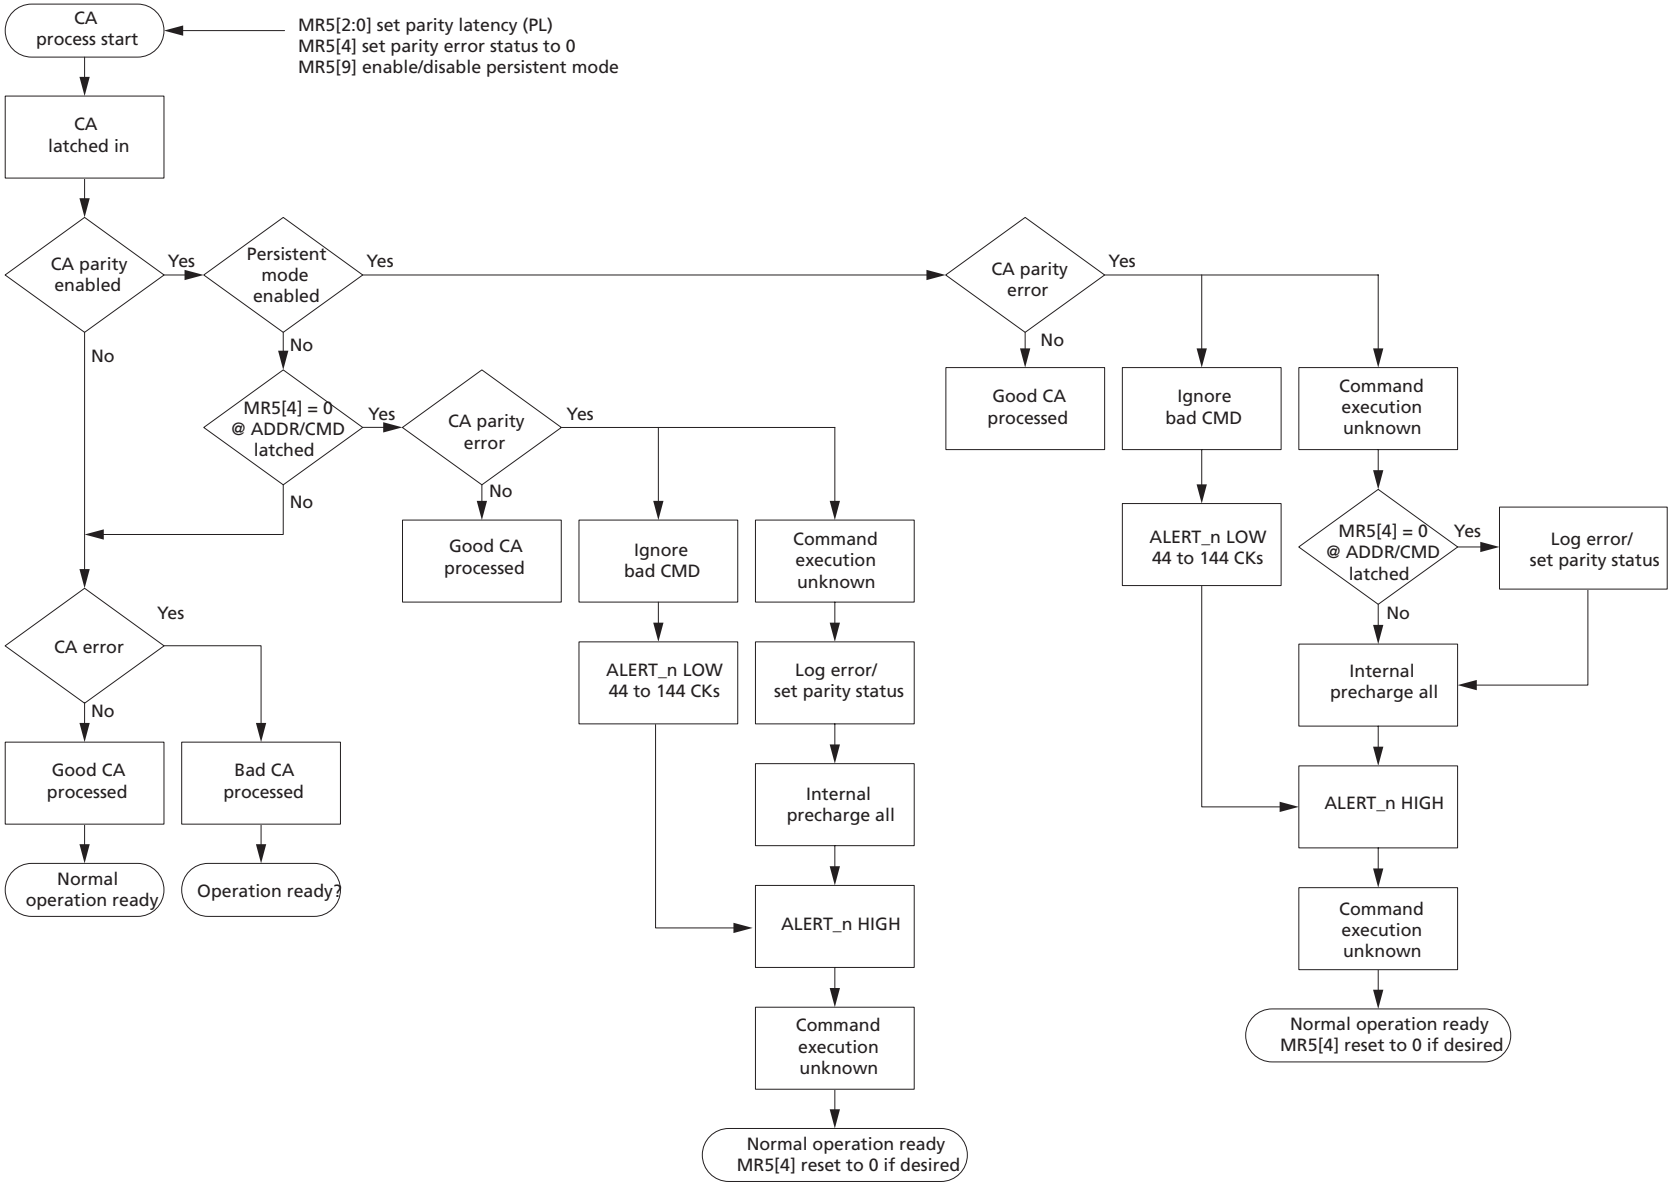 CA
process start
MR5[2:0] set parity latency (PL)
MR5[4] set parity error status to 0
MR5[9] enable/disable persistent mode
CA
latched in
CA parity
enabled
Yes
No
Persistent
mode
enabled
Yes
No
CA parity
error
Yes
No
MR5[4] = 0
@ ADDR/CMD
latched
Yes
No
CA parity
error
Yes
No
Good CA
processed
Ignore
bad CMD
Command
execution
unknown
Good CA
processed
Ignore
bad CMD
Command
execution
unknown
ALERT_n LOW
44 to 144 CKs
MR5[4] = 0
@ ADDR/CMD
latched
Yes
No
Log error/
set parity status
CA error
Yes
No
ALERT_n LOW
44 to 144 CKs
Log error/
set parity status
Internal
precharge all
Good CA
processed
Bad CA
processed
Internal
precharge all
ALERT_n HIGH
Normal
operation ready
Operation ready?
ALERT_n HIGH
Command
execution
unknown
Command
execution
unknown
Normal operation ready
MR5[4] reset to 0 if desired
Normal operation ready
MR5[4] reset to 0 if desired